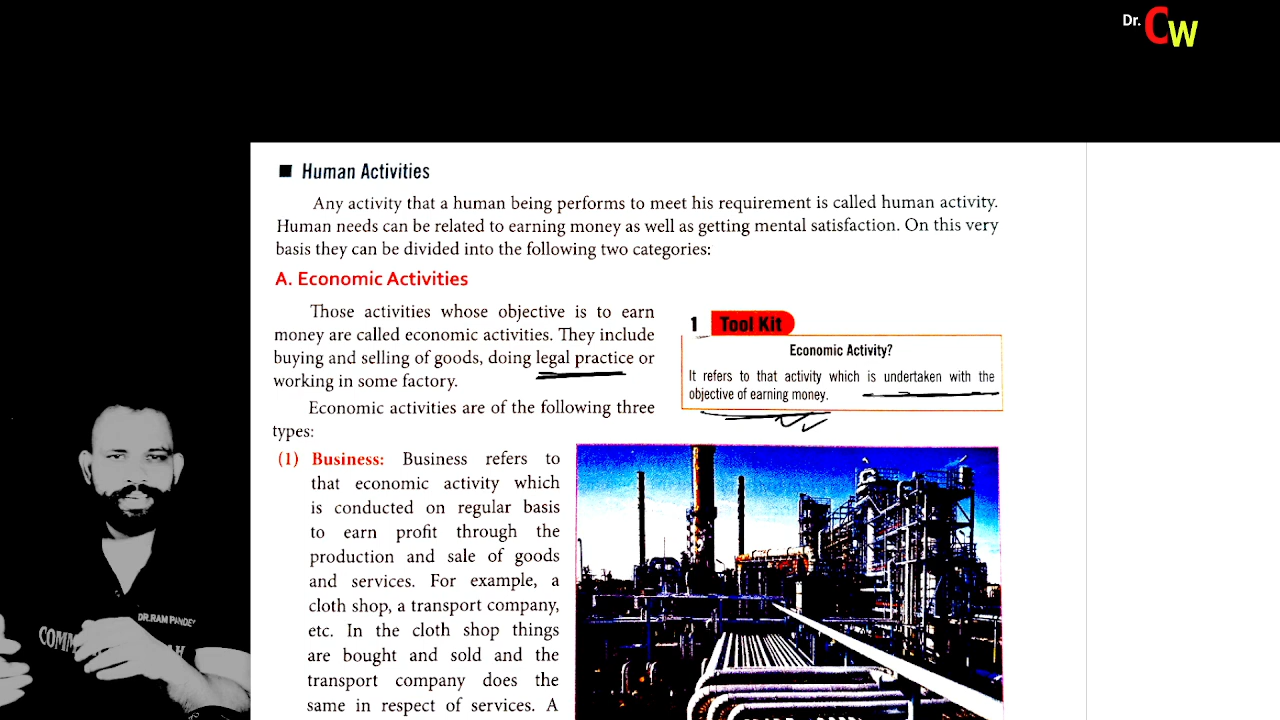 Dr. CW
■ Human Activities
Any activity that a human being performs to meet his requirement is called human activity.
Human needs can be related to earning money as well as getting mental satisfaction. On this very
basis they can be divided into the following two categories:
A. Economic Activities
Those activities whose objective is to earn
money are called economic activities. They include
buying and selling of goods, doing legal practice or
working in some factory.
Economic activities are of the following three
types:
1 Tool Kit
Economic Activity?
It refers to that activity which is undertaken with the
objective of earning money.
(1) Business: Business refers to
that economic activity which
is conducted on regular basis
to earn profit through the
production and sale of goods
and services. For example, a
cloth shop, a transport company,
etc. In the cloth shop things
are bought and sold and the
transport company does the
same in respect of services. A
DR.RAM PANDEY